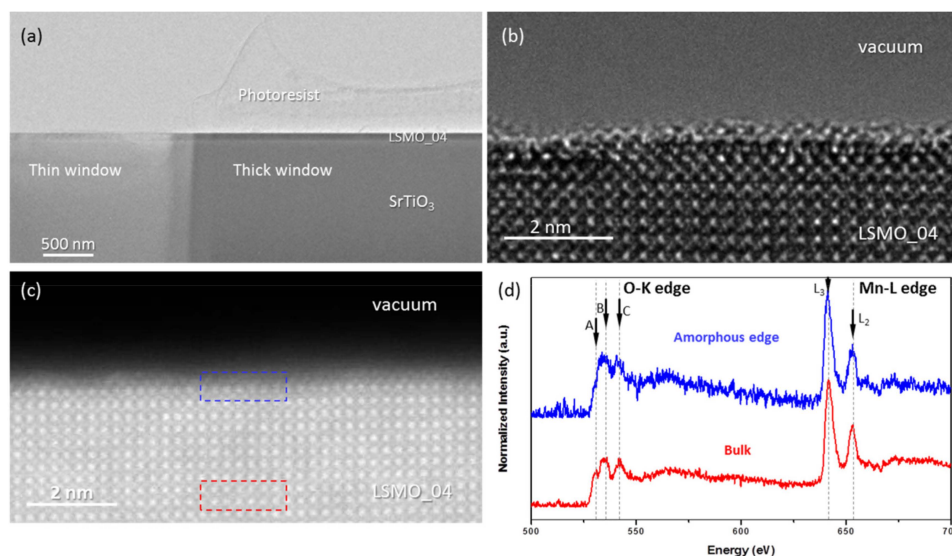 (a)
Photoresist
LSMO_04
Thin window
Thick window
SrTiO₃
500 nm
(b)
vacuum
2 nm
LSMO_04
(c)
vacuum
2 nm
LSMO_04
(d)
O-K edge
L₃
Mn-L edge
A
B
C
L₂
Amorphous edge
Bulk
Normalized Intensity (a.u.)
500
550
600
650
700
Energy (eV)